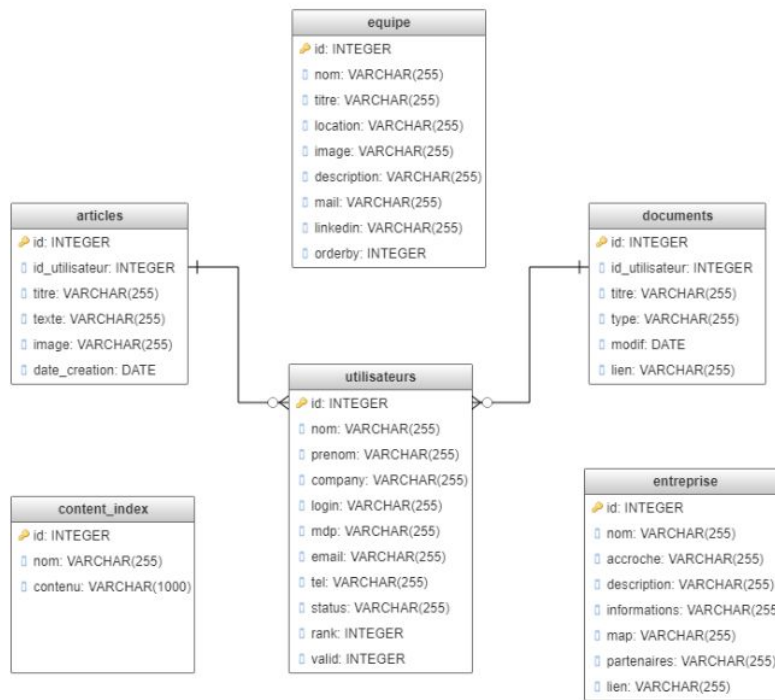 equipe
id: INTEGER
nom: VARCHAR(255)
titre: VARCHAR(255)
location: VARCHAR(255)
image: VARCHAR(255)
description: VARCHAR(255)
mail: VARCHAR(255)
linkedin: VARCHAR(255)
orderby: INTEGER
articles
id: INTEGER
id_utilisateur: INTEGER
titre: VARCHAR(255)
texte: VARCHAR(255)
image: VARCHAR(255)
date_creation: DATE
documents
id: INTEGER
id_utilisateur: INTEGER
titre: VARCHAR(255)
type: VARCHAR(255)
modif: DATE
lien: VARCHAR(255)
utilisateurs
id: INTEGER
nom: VARCHAR(255)
prenom: VARCHAR(255)
company: VARCHAR(255)
login: VARCHAR(255)
mdp: VARCHAR(255)
email: VARCHAR(255)
tel: VARCHAR(255)
status: VARCHAR(255)
rank: INTEGER
valid: INTEGER
content_index
id: INTEGER
nom: VARCHAR(255)
contenu: VARCHAR(1000)
entreprise
id: INTEGER
nom: VARCHAR(255)
accroche: VARCHAR(255)
description: VARCHAR(255)
informations: VARCHAR(255
map: VARCHAR(255)
partenaires: VARCHAR(255)
lien: VARCHAR(255)